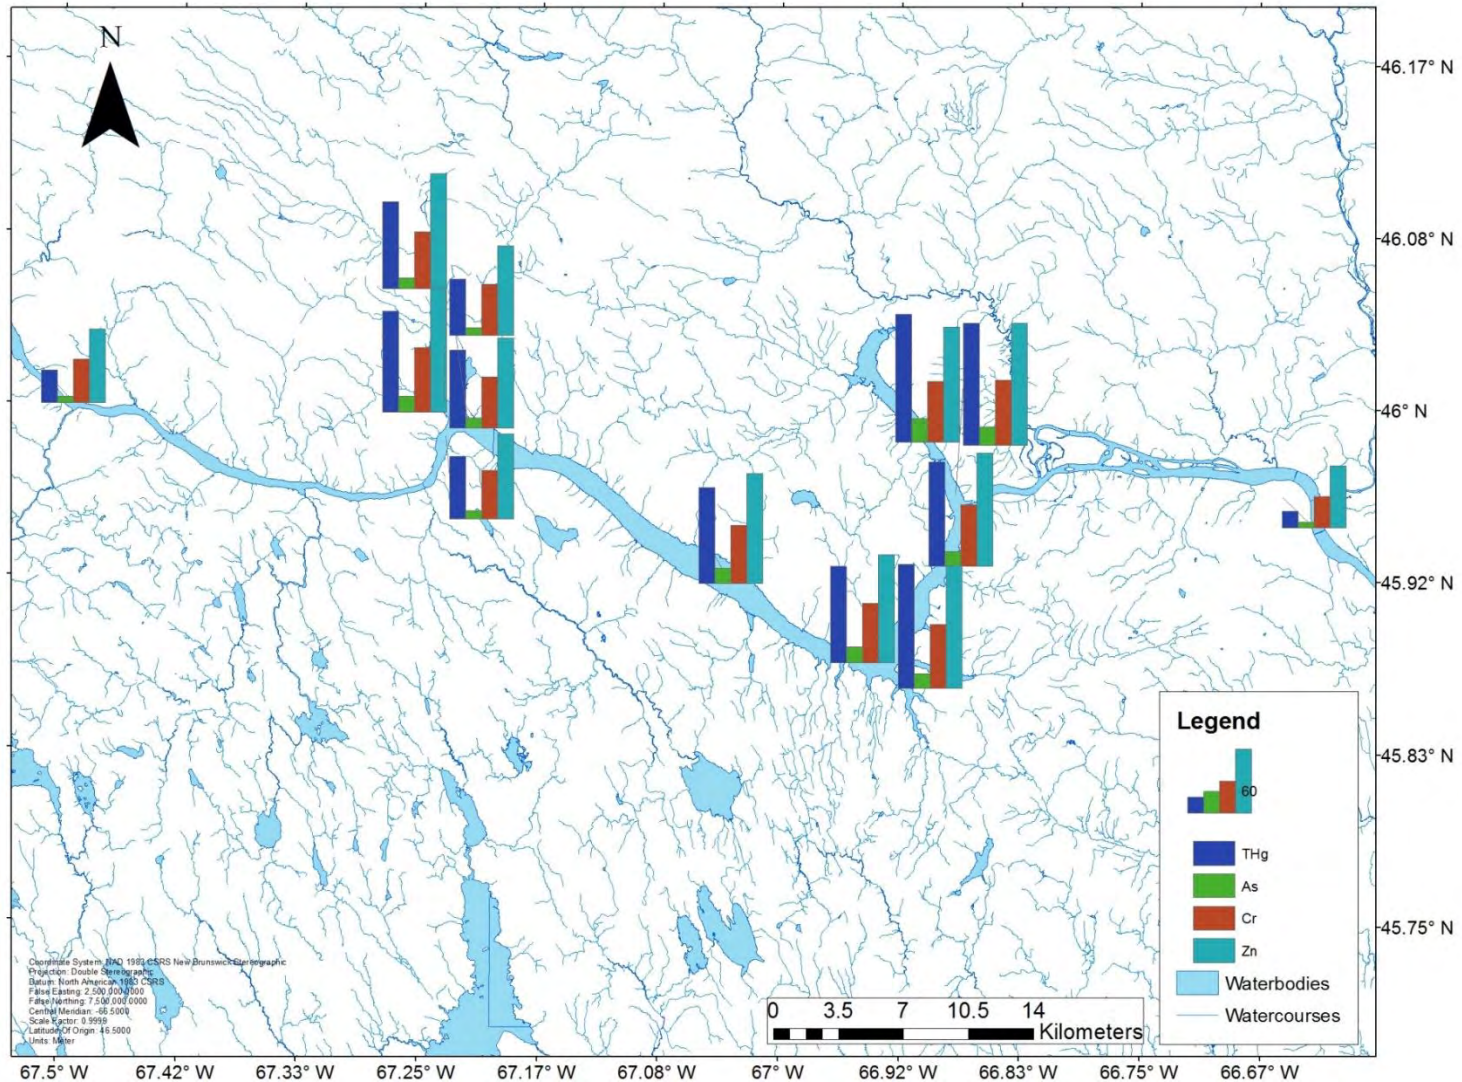 N
46.17° N
46.08° N
46° N
45.92° N
45.83° N
45.75° N
Legend
60
THg
As
Cr
Zn
Waterbodies
Watercourses
0 3.5 7 10.5 14
Kilometers
Coordinate System: NAD 1983 CSRS New Brunswick Stereographic
Projection: Double Stereographic
Datum: North American 1983 CSRS
False Easting: 2,500,000.0000
False Northing: 7,500,000.0000
Central Meridian: -66.5000
Scale Factor: 0.9999
Latitude Of Origin: 46.5000
Units: Meter
67.5° W 67.42° W 67.33° W 67.25° W 67.17° W 67.08° W 67° W 66.92° W 66.83° W 66.75° W 66.67° W